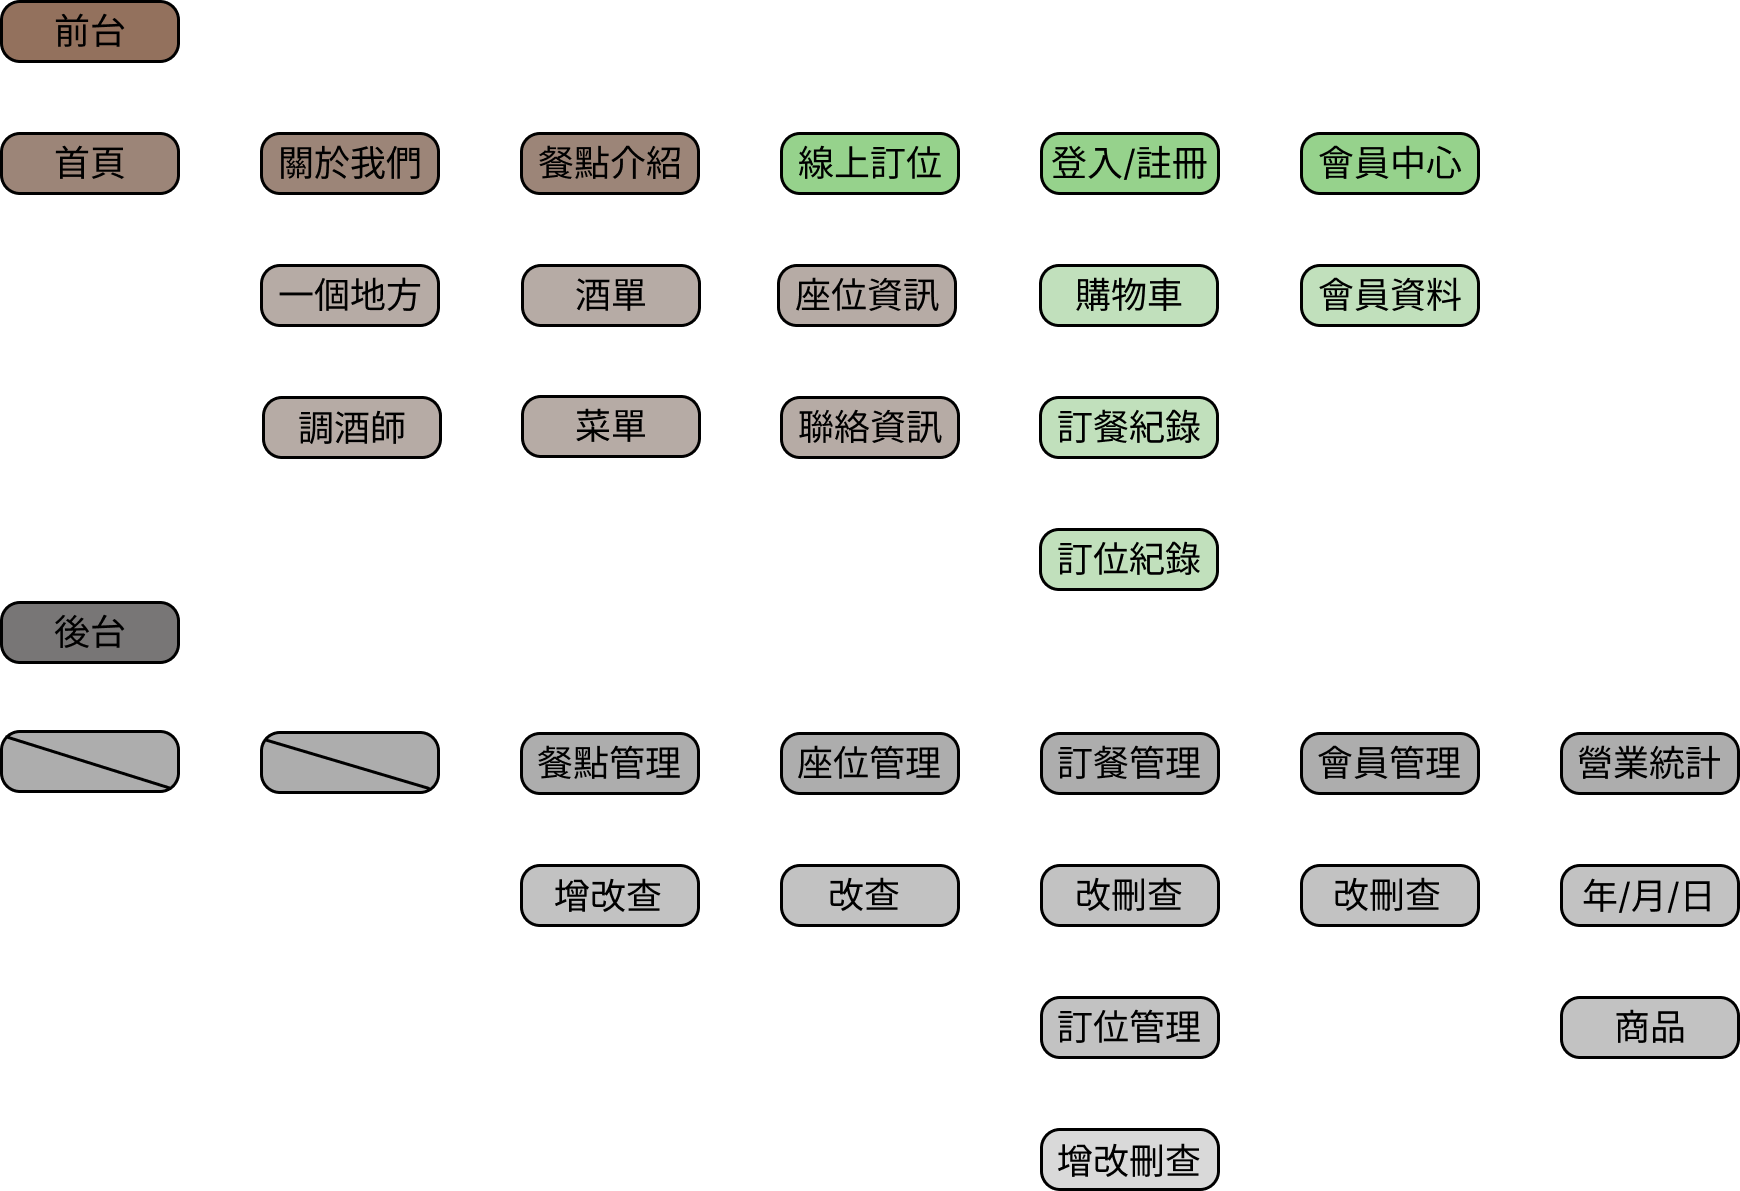 前台
首頁
關於我們
餐點介紹
線上訂位
登入/註冊
會員中心
一個地方
酒單
座位資訊
購物車
會員資料
調酒師
菜單
聯絡資訊
訂餐紀錄
訂位紀錄
後台
餐點管理
座位管理
訂餐管理
會員管理
營業統計
增改查
改查
改刪查
改刪查
年/月/日
訂位管理
商品
增改刪查